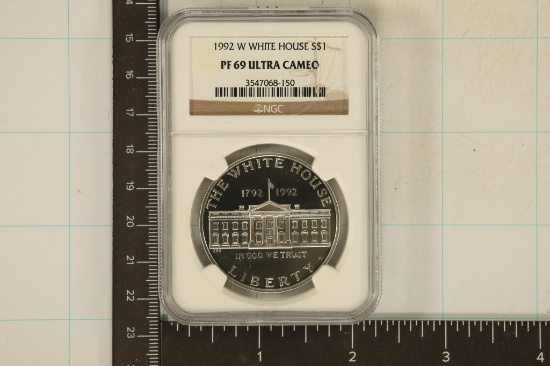 1992 W WHITE HOUSE S$1
PF 69 ULTRA CAMEO
3547068-150
NGC
THE WHITE HOUSE
1792 1992
IN GOD WE TRUST
LIBERTY
14
15
16
17
18
19
20
21
22
23
1 2 3 4